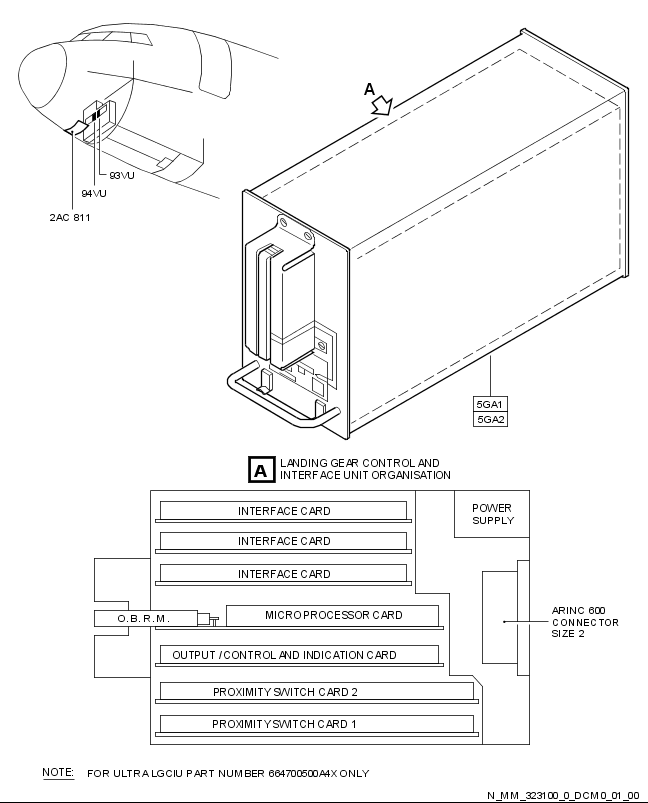 A
93VU
94VU
2AC 811
5GA1
5GA2
A
LANDING GEAR CONTROL AND
INTERFACE UNIT ORGANISATION
INTERFACE CARD
POWER
SUPPLY
INTERFACE CARD
INTERFACE CARD
O.B.R.M.
MICROPROCESSOR CARD
ARINC 600
CONNECTOR
SIZE 2
OUTPUT / CONTROL AND INDICATION CARD
PROXIMITY SWITCH CARD 2
PROXIMITY SWITCH CARD 1
NOTE: FOR ULTRA LGCIU PART NUMBER 664700500A4X ONLY
N_MM_323100_0_DCM0_01_00